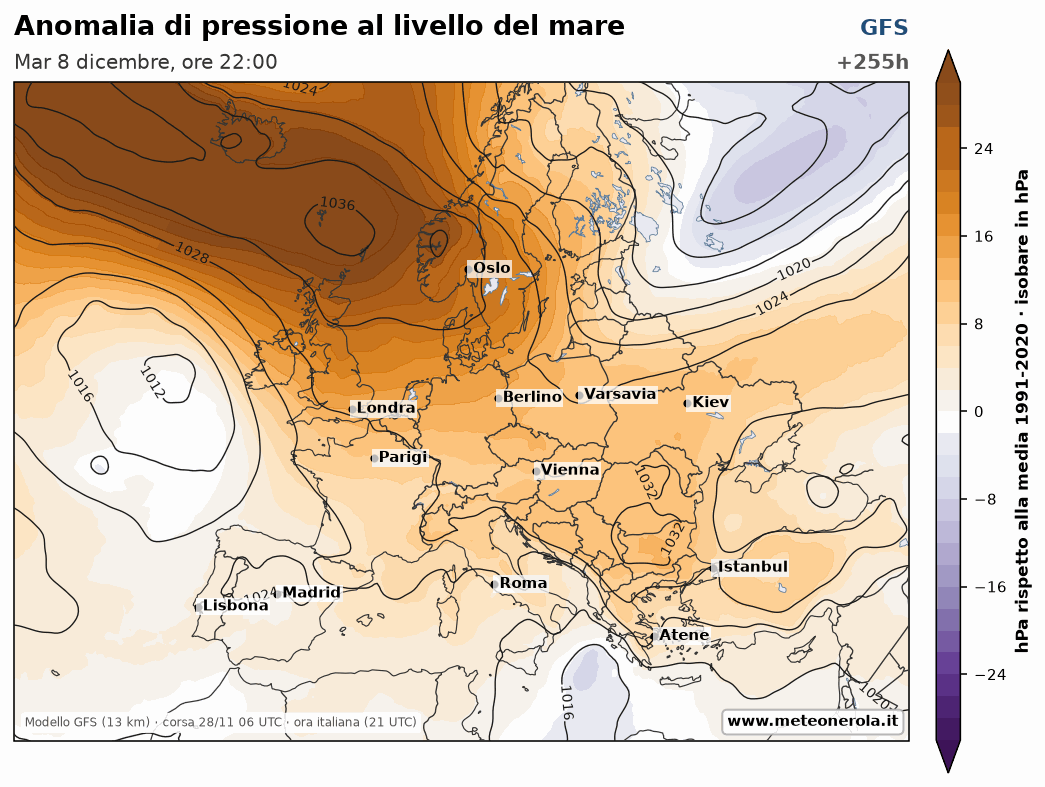 Anomalia di pressione al livello del mare
GFS
Mar 8 dicembre, ore 22:00
+255h
1024
1036
1028
Oslo
1020
1024
1016
1012
Londra
Berlino
Varsavia
Kiev
Parigi
Vienna
1032
1032
Istanbul
Roma
Madrid
1024
Lisbona
Atene
1016
1020
Modello GFS (13 km) · corsa 28/11 06 UTC · ora italiana (21 UTC)
www.meteonerola.it
24
16
8
0
−8
−16
−24
hPa rispetto alla media 1991-2020 · isobare in hPa